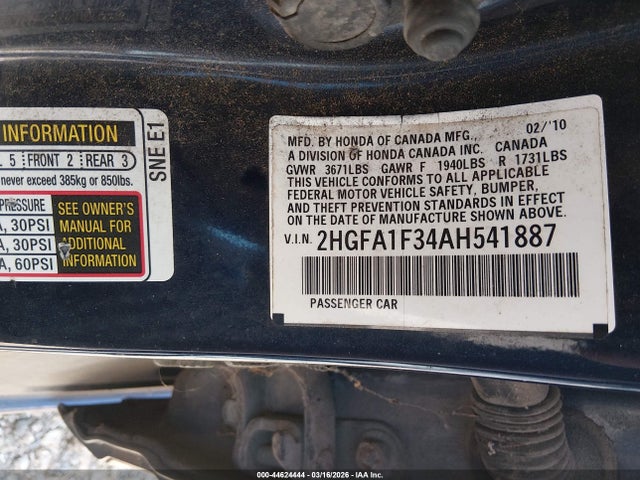 INFORMATION
L 5 FRONT 2 REAR 3
never exceed 385kg or 850lbs.
PRESSURE
A, 30PSI
A, 30PSI
A, 60PSI
SEE OWNER'S
MANUAL FOR
ADDITIONAL
INFORMATION
SNE E1
MFD. BY HONDA OF CANADA MFG., 02/'10
A DIVISION OF HONDA CANADA INC. CANADA
GVWR 3671LBS GAWR F 1940LBS R 1731LBS
THIS VEHICLE CONFORMS TO ALL APPLICABLE
FEDERAL MOTOR VEHICLE SAFETY, BUMPER,
AND THEFT PREVENTION STANDARDS IN EFFECT
ON THE DATE OF MANUFACTURE SHOWN ABOVE.
V.I.N. 2HGFA1F34AH541887
PASSENGER CAR
000-44624444 - 03/16/2026 - IAA Inc.